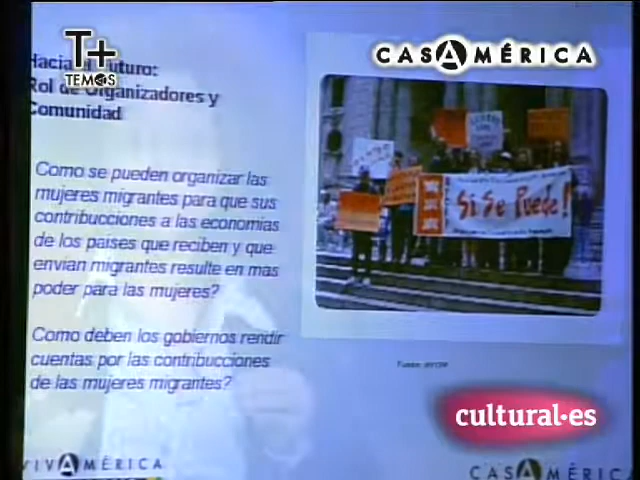 T+
TEMAS
CASAMÉRICA
Hacia
Futuro:
Rol de Organizadores y
Comunidad
Como se pueden organizar las
mujeres migrantes para que sus
contribucciones a las economias
de los paises que reciben y que
envian migrantes resulte en mas
poder para las mujeres?
Como deben los gobiernos rendir
cuentas por las contribucciones
de las mujeres migrantes?
Si Se Puede!
cultural·es
VIVAMÉRICA
CASAMÉRICA